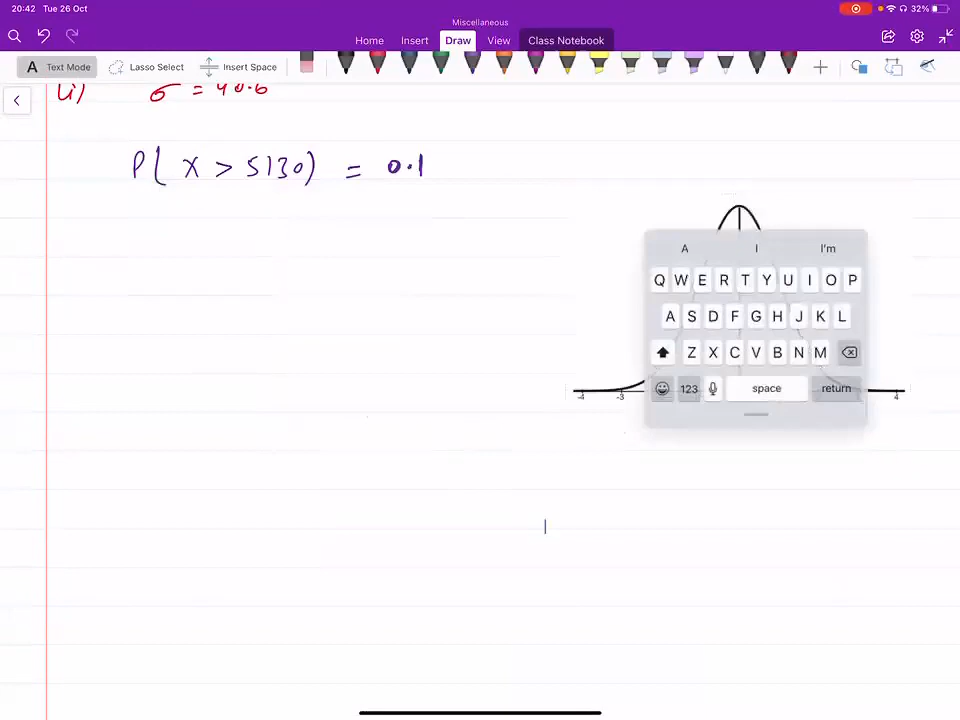 20:42 Tue 26 Oct
32%
Miscellaneous
Home Insert Draw View Class Notebook
A Text Mode Lasso Select Insert Space
σ = 40.6
P( X > 5130) = 0.1
A I I'm
Q W E R T Y U I O P
A S D F G H J K L
Z X C V B N M
123 space return
-4 -3 4